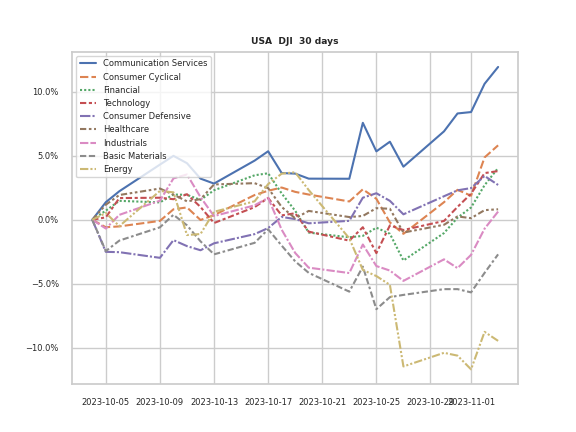 USA DJI 30 days
Communication Services
Consumer Cyclical
Financial
Technology
Consumer Defensive
Healthcare
Industrials
Basic Materials
Energy
10.0%
5.0%
0.0%
−5.0%
−10.0%
2023-10-05 2023-10-09 2023-10-13 2023-10-17 2023-10-21 2023-10-25 2023-10-29 2023-11-01